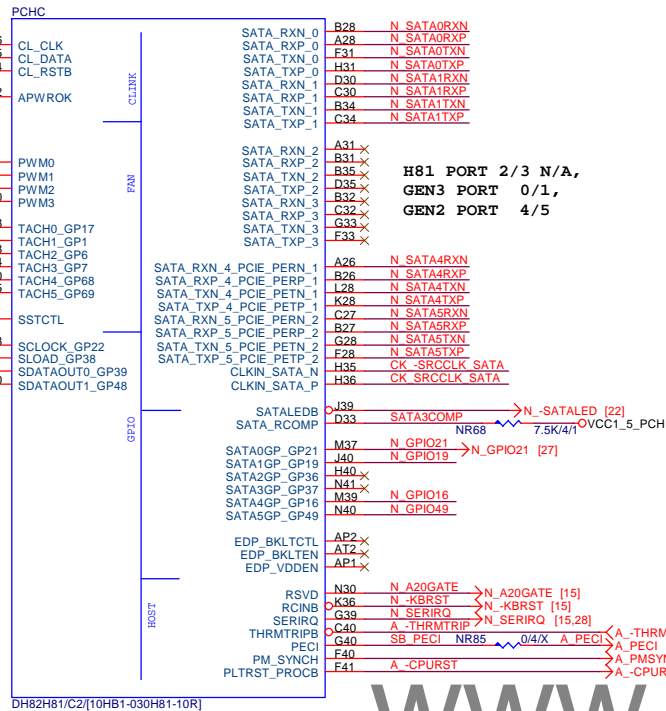 PCHC
CL_CLK
CL_DATA
CL_RSTB
APWROK
CLINK
PWM0
PWM1
PWM2
PWM3
FAN
TACH0_GP17
TACH1_GP1
TACH2_GP6
TACH3_GP7
TACH4_GP68
TACH5_GP69
SSTCTL
SCLOCK_GP22
SLOAD_GP38
SDATAOUT0_GP39
SDATAOUT1_GP48
GPIO
HOST
SATA_RXN_0 B28 N_SATA0RXN
SATA_RXP_0 A28 N_SATA0RXP
SATA_TXN_0 F31 N_SATA0TXN
SATA_TXP_0 H31 N_SATA0TXP
SATA_RXN_1 D30 N_SATA1RXN
SATA_RXP_1 C30 N_SATA1RXP
SATA_TXN_1 B34 N_SATA1TXN
SATA_TXP_1 C34 N_SATA1TXP
SATA_RXN_2 A31
SATA_RXP_2 B31
SATA_TXN_2 B35
SATA_TXP_2 D35
SATA_RXN_3 B32
SATA_RXP_3 C32
SATA_TXN_3 G33
SATA_TXP_3 F33
H81 PORT 2/3 N/A,
GEN3 PORT 0/1,
GEN2 PORT 4/5
SATA_RXN_4_PCIE_PERN_1 A26 N_SATA4RXN
SATA_RXP_4_PCIE_PERP_1 B26 N_SATA4RXP
SATA_TXN_4_PCIE_PETN_1 L28 N_SATA4TXN
SATA_TXP_4_PCIE_PETP_1 K28 N_SATA4TXP
SATA_RXN_5_PCIE_PERN_2 C27 N_SATA5RXN
SATA_RXP_5_PCIE_PERP_2 B27 N_SATA5RXP
SATA_TXN_5_PCIE_PETN_2 G28 N_SATA5TXN
SATA_TXP_5_PCIE_PETP_2 F28 N_SATA5TXP
CLKIN_SATA_N H35 CK_-SRCCLK_SATA
CLKIN_SATA_P H36 CK_SRCCLK_SATA
SATALEDB J39 N_-SATALED [22]
SATA_RCOMP D33 SATA3COMP NR68 7.5K/4/1 VCC1_5_PCH
SATA0GP_GP21 M37 N_GPIO21 N_GPIO21 [27]
SATA1GP_GP19 J40 N_GPIO19
SATA2GP_GP36 H40
SATA3GP_GP37 N41
SATA4GP_GP16 M39 N_GPIO16
SATA5GP_GP49 N40 N_GPIO49
EDP_BKLTCTL AP2
EDP_BKLTEN AT2
EDP_VDDEN AP1
RSVD N30 N_A20GATE N_A20GATE [15]
RCINB K36 N_-KBRST N_-KBRST [15]
SERIRQ G39 N_SERIRQ N_SERIRQ [15,28]
THRMTRIPB C40 A_-THRMTRIP A_-THRM
PECI G40 SB_PECI NR85 0/4/X A_PECI A_PECI
PM_SYNCH F40 A_PMSYN
PLTRST_PROCB F41 A_-CPURST A_-CPUR
DH82H81/C2/[10HB1-030H81-10R]
WWW